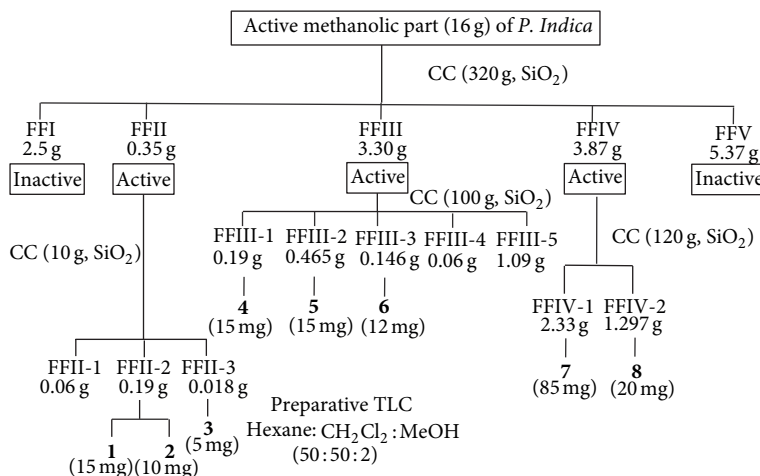 Active methanolic part (16 g) of P. Indica
CC (320 g, SiO₂)
FFI FFII FFIII FFIV FFV
2.5 g 0.35 g 3.30 g 3.87 g 5.37 g
Inactive Active Active Active Inactive
CC (100 g, SiO₂)
CC (10 g, SiO₂)
FFIII-1 FFIII-2 FFIII-3 FFIII-4 FFIII-5
0.19 g 0.465 g 0.146 g 0.06 g 1.09 g
CC (120 g, SiO₂)
4 5 6
(15 mg) (15 mg) (12 mg)
FFIV-1 FFIV-2
2.33 g 1.297 g
7 8
(85 mg) (20 mg)
FFII-1 FFII-2 FFII-3
0.06 g 0.19 g 0.018 g
3
(5 mg)
1 2
(15 mg) (10 mg)
Preparative TLC
Hexane: CH₂Cl₂ : MeOH
(50 : 50 : 2)